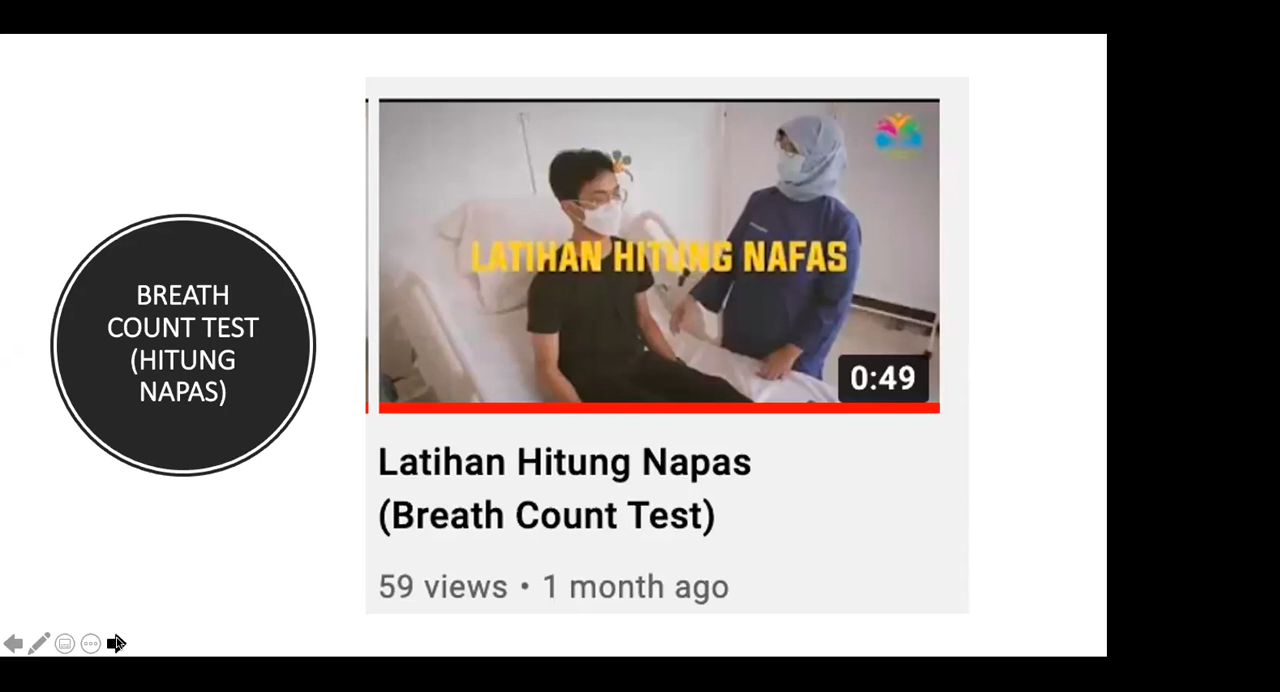 BREATH
COUNT TEST
(HITUNG
NAPAS)
LATIHAN HITUNG NAFAS
0:49
Latihan Hitung Napas
(Breath Count Test)
59 views • 1 month ago